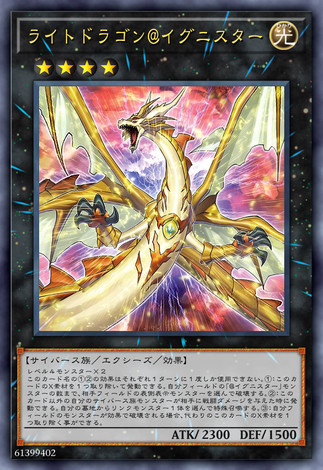 ライトドラゴン@イグニスター
光
【サイバース族／エクシーズ／効果】
レベル４モンスター×２
このカード名の①②の効果はそれぞれ１ターンに１度しか使用できない。①：このカードのX素材を１つ取り除いて発動できる。自分フィールドの「@イグニスター」モンスターの数まで、相手フィールドの表側表示モンスターを選んで破壊する。②：このカード以外の自分のサイバース族モンスターが相手に戦闘ダメージを与えた時に発動できる。自分の墓地からリンクモンスター１体を選んで特殊召喚する。③：自分フィールドのモンスターが効果で破壊される場合、代わりのこのカードのX素材を１つ取り除く事ができる。
ATK/ 2300 DEF/1500
61399402